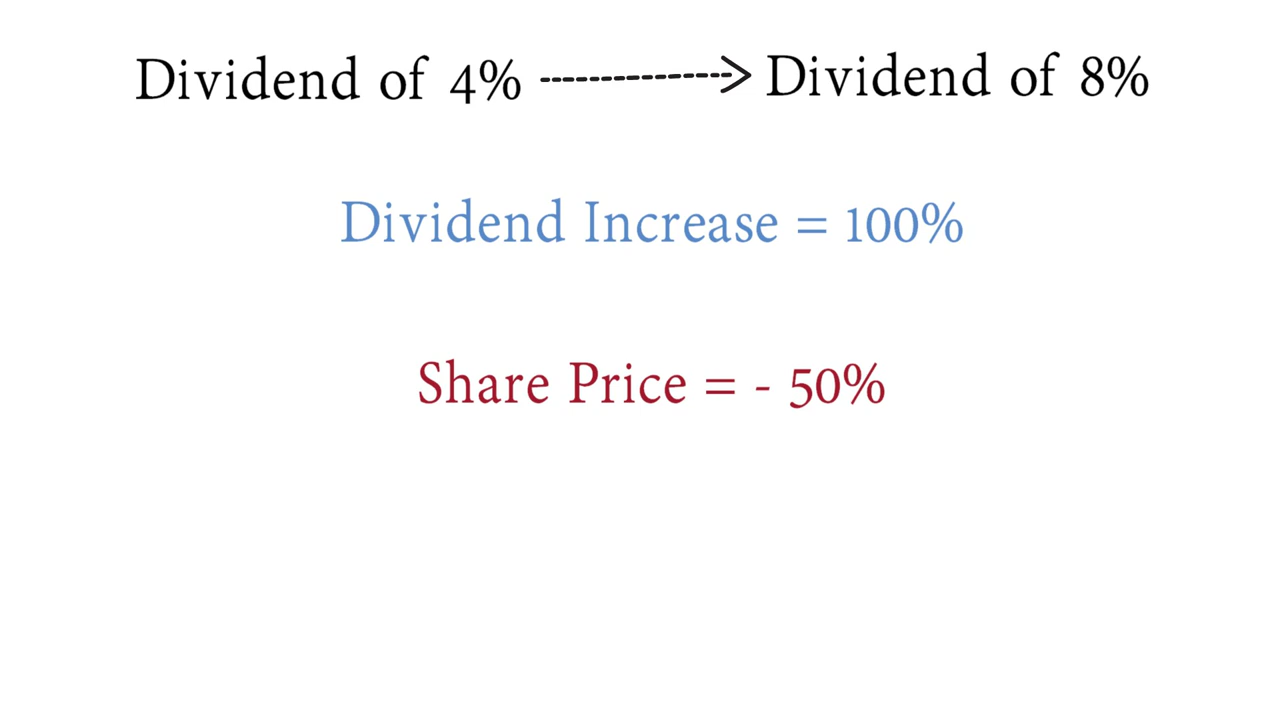 Dividend of 4% Dividend of 8%
Dividend Increase = 100%
Share Price = - 50%